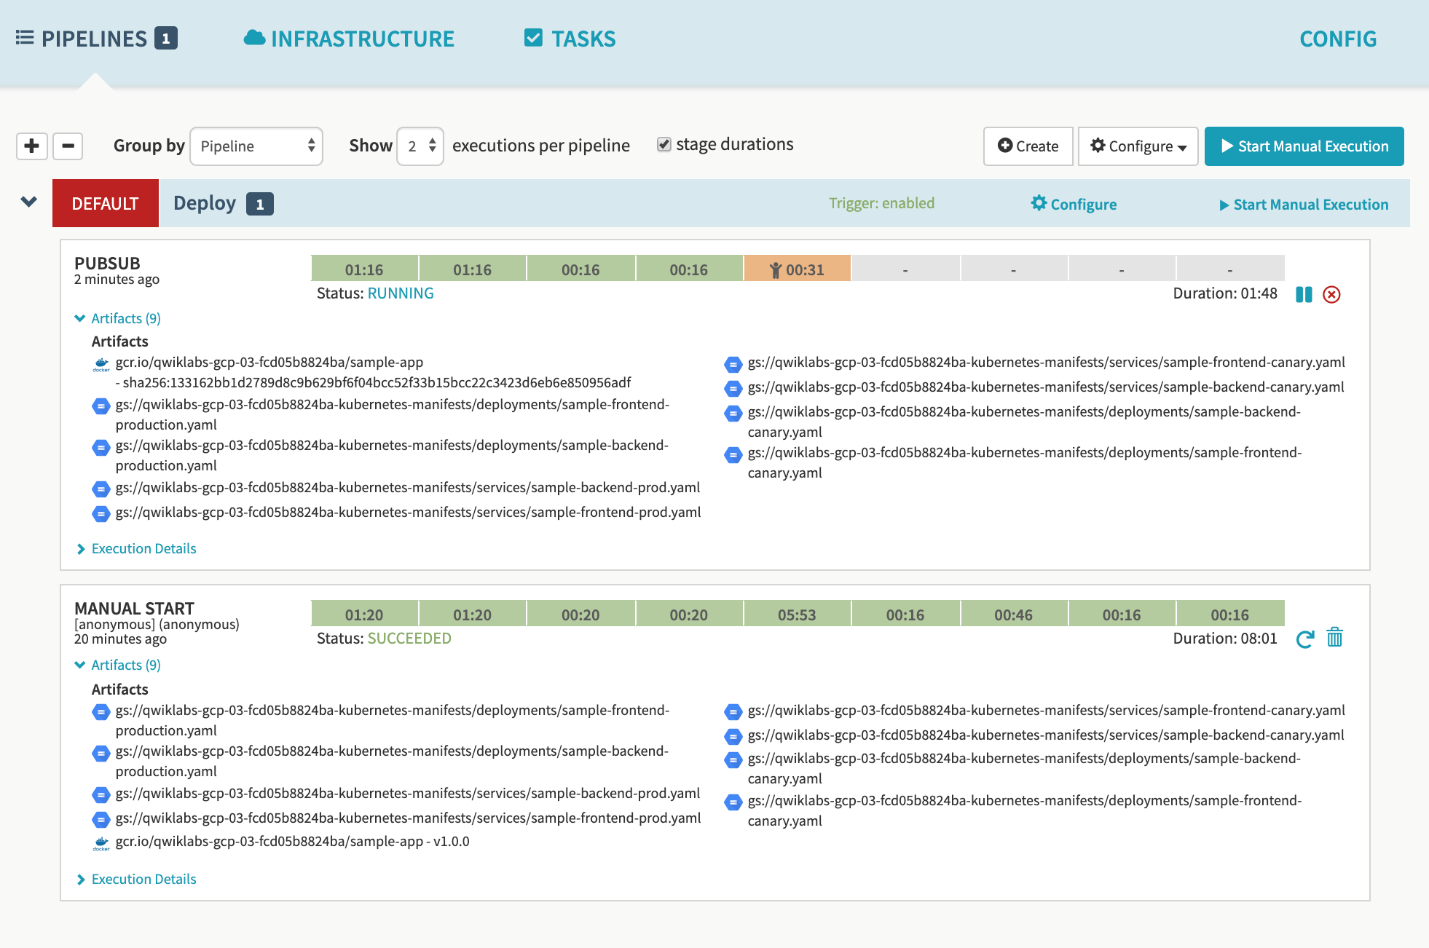 PIPELINES 1
INFRASTRUCTURE
TASKS
CONFIG
Group by Pipeline Show 2 executions per pipeline stage durations
Create Configure Start Manual Execution
DEFAULT Deploy 1 Trigger: enabled Configure Start Manual Execution
PUBSUB
2 minutes ago
01:16 01:16 00:16 00:16 00:31 - - - -
Status: RUNNING Duration: 01:48
Artifacts (9)
Artifacts
gcr.io/qwiklabs-gcp-03-fcd05b8824ba/sample-app
- sha256:133162bb1d2789d8c9b629bf6f04bcc52f33b15bcc22c3423d6eb6e850956adf
gs://qwiklabs-gcp-03-fcd05b8824ba-kubernetes-manifests/deployments/sample-frontend-
production.yaml
gs://qwiklabs-gcp-03-fcd05b8824ba-kubernetes-manifests/deployments/sample-backend-
production.yaml
gs://qwiklabs-gcp-03-fcd05b8824ba-kubernetes-manifests/services/sample-backend-prod.yaml
gs://qwiklabs-gcp-03-fcd05b8824ba-kubernetes-manifests/services/sample-frontend-prod.yaml
gs://qwiklabs-gcp-03-fcd05b8824ba-kubernetes-manifests/services/sample-frontend-canary.yaml
gs://qwiklabs-gcp-03-fcd05b8824ba-kubernetes-manifests/services/sample-backend-canary.yaml
gs://qwiklabs-gcp-03-fcd05b8824ba-kubernetes-manifests/deployments/sample-backend-
canary.yaml
gs://qwiklabs-gcp-03-fcd05b8824ba-kubernetes-manifests/deployments/sample-frontend-
canary.yaml
Execution Details
MANUAL START
[anonymous] (anonymous)
20 minutes ago
01:20 01:20 00:20 00:20 05:53 00:16 00:46 00:16 00:16
Status: SUCCEEDED Duration: 08:01
Artifacts (9)
Artifacts
gs://qwiklabs-gcp-03-fcd05b8824ba-kubernetes-manifests/deployments/sample-frontend-
production.yaml
gs://qwiklabs-gcp-03-fcd05b8824ba-kubernetes-manifests/deployments/sample-backend-
production.yaml
gs://qwiklabs-gcp-03-fcd05b8824ba-kubernetes-manifests/services/sample-backend-prod.yaml
gs://qwiklabs-gcp-03-fcd05b8824ba-kubernetes-manifests/services/sample-frontend-prod.yaml
docker gcr.io/qwiklabs-gcp-03-fcd05b8824ba/sample-app - v1.0.0
gs://qwiklabs-gcp-03-fcd05b8824ba-kubernetes-manifests/services/sample-frontend-canary.yaml
gs://qwiklabs-gcp-03-fcd05b8824ba-kubernetes-manifests/services/sample-backend-canary.yaml
gs://qwiklabs-gcp-03-fcd05b8824ba-kubernetes-manifests/deployments/sample-backend-
canary.yaml
gs://qwiklabs-gcp-03-fcd05b8824ba-kubernetes-manifests/deployments/sample-frontend-
canary.yaml
Execution Details